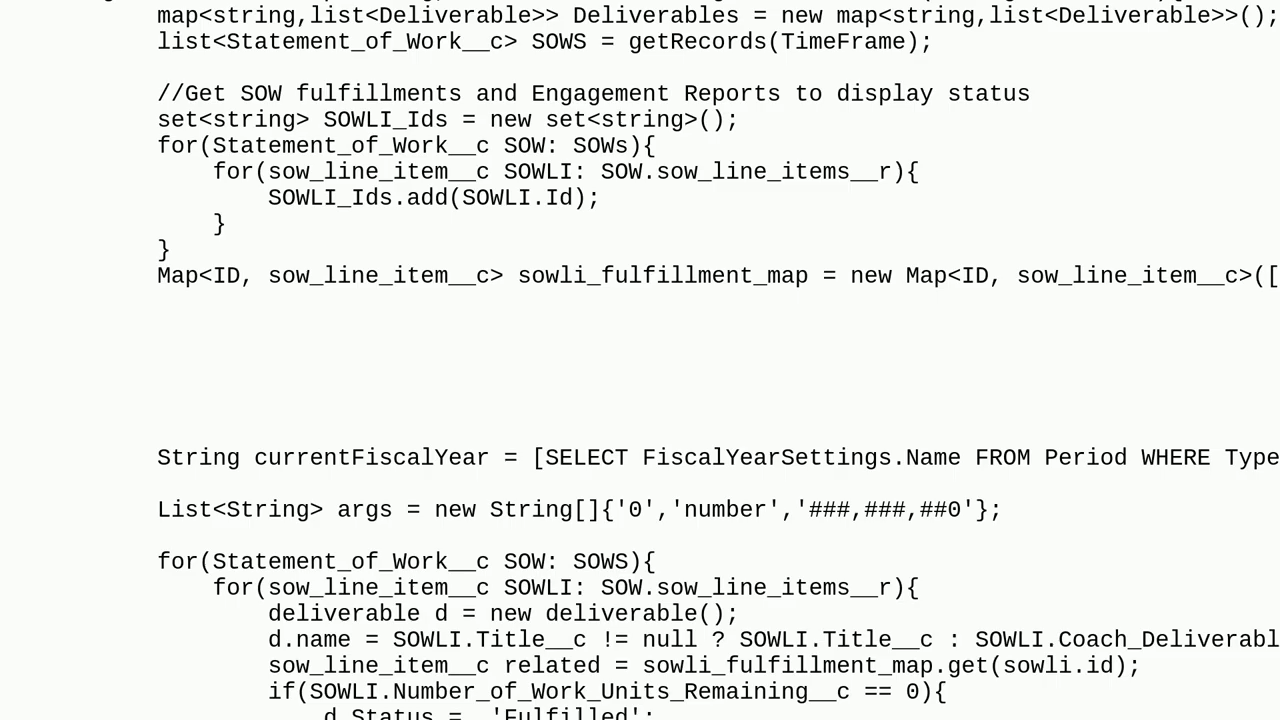 map<string,list<Deliverable>> Deliverables = new map<string,list<Deliverable>>();
list<Statement_of_Work__c> SOWS = getRecords(TimeFrame);
//Get SOW fulfillments and Engagement Reports to display status
set<string> SOWLI_Ids = new set<string>();
for(Statement_of_Work__c SOW: SOWs){
for(sow_line_item__c SOWLI: SOW.sow_line_items__r){
SOWLI_Ids.add(SOWLI.Id);
}
}
Map<ID, sow_line_item__c> sowli_fulfillment_map = new Map<ID, sow_line_item__c>([
String currentFiscalYear = [SELECT FiscalYearSettings.Name FROM Period WHERE Type
List<String> args = new String[]{'0','number','###,###,##0'};
for(Statement_of_Work__c SOW: SOWS){
for(sow_line_item__c SOWLI: SOW.sow_line_items__r){
deliverable d = new deliverable();
d.name = SOWLI.Title__c != null ? SOWLI.Title__c : SOWLI.Coach_Deliverabl
sow_line_item__c related = sowli_fulfillment_map.get(sowli.id);
if(SOWLI.Number_of_Work_Units_Remaining__c == 0){
d.Status = 'Fulfilled';